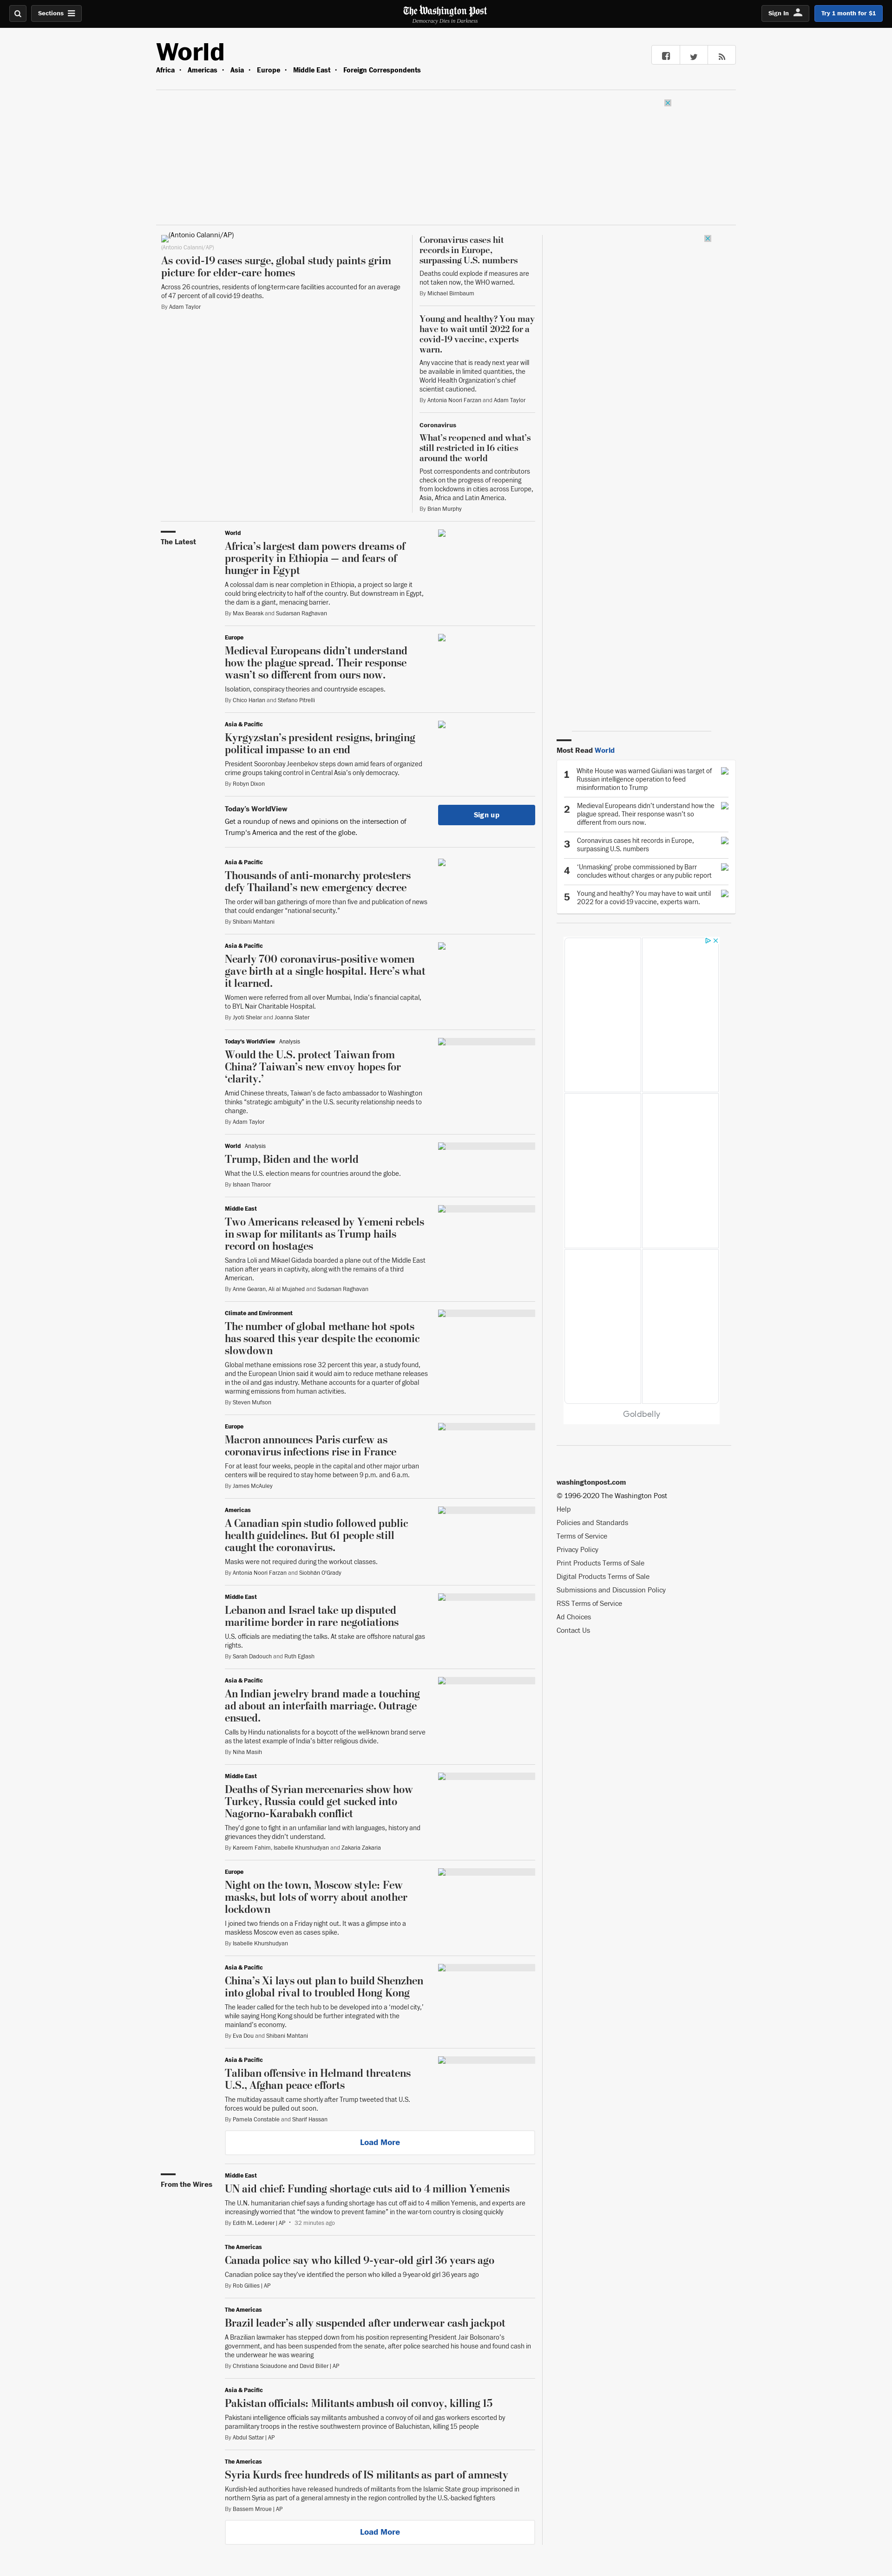 Sections
The Washington Post
Democracy Dies in Darkness
Sign In
Try 1 month for $1
World
Africa • Americas • Asia • Europe • Middle East • Foreign Correspondents
(Antonio Calanni/AP)
(Antonio Calanni/AP)
As covid-19 cases surge, global study paints grim
picture for elder-care homes
Across 26 countries, residents of long-term-care facilities accounted for an average
of 47 percent of all covid-19 deaths.
By Adam Taylor
Coronavirus cases hit
records in Europe,
surpassing U.S. numbers
Deaths could explode if measures are
not taken now, the WHO warned.
By Michael Birnbaum
Young and healthy? You may
have to wait until 2022 for a
covid-19 vaccine, experts
warn.
Any vaccine that is ready next year will
be available in limited quantities, the
World Health Organization's chief
scientist cautioned.
By Antonia Noori Farzan and Adam Taylor
Coronavirus
What's reopened and what's
still restricted in 16 cities
around the world
Post correspondents and contributors
check on the progress of reopening
from lockdowns in cities across Europe,
Asia, Africa and Latin America.
By Brian Murphy
The Latest
World
Africa's largest dam powers dreams of
prosperity in Ethiopia — and fears of
hunger in Egypt
A colossal dam is near completion in Ethiopia, a project so large it
could bring electricity to half of the country. But downstream in Egypt,
the dam is a giant, menacing barrier.
By Max Bearak and Sudarsan Raghavan
Europe
Medieval Europeans didn't understand
how the plague spread. Their response
wasn't so different from ours now.
Isolation, conspiracy theories and countryside escapes.
By Chico Harlan and Stefano Pitrelli
Asia & Pacific
Kyrgyzstan's president resigns, bringing
political impasse to an end
President Sooronbay Jeenbekov steps down amid fears of organized
crime groups taking control in Central Asia's only democracy.
By Robyn Dixon
Today's WorldView
Get a roundup of news and opinions on the intersection of
Trump's America and the rest of the globe.
Sign up
Asia & Pacific
Thousands of anti-monarchy protesters
defy Thailand's new emergency decree
The order will ban gatherings of more than five and publication of news
that could endanger "national security."
By Shibani Mahtani
Asia & Pacific
Nearly 700 coronavirus-positive women
gave birth at a single hospital. Here's what
it learned.
Women were referred from all over Mumbai, India's financial capital,
to BYL Nair Charitable Hospital.
By Jyoti Shelar and Joanna Slater
Today's WorldView Analysis
Would the U.S. protect Taiwan from
China? Taiwan's new envoy hopes for
'clarity.'
Amid Chinese threats, Taiwan's de facto ambassador to Washington
thinks "strategic ambiguity" in the U.S. security relationship needs to
change.
By Adam Taylor
World Analysis
Trump, Biden and the world
What the U.S. election means for countries around the globe.
By Ishaan Tharoor
Middle East
Two Americans released by Yemeni rebels
in swap for militants as Trump hails
record on hostages
Sandra Loli and Mikael Gidada boarded a plane out of the Middle East
nation after years in captivity, along with the remains of a third
American.
By Anne Gearan, Ali al Mujahed and Sudarsan Raghavan
Climate and Environment
The number of global methane hot spots
has soared this year despite the economic
slowdown
Global methane emissions rose 32 percent this year, a study found,
and the European Union said it would aim to reduce methane releases
in the oil and gas industry. Methane accounts for a quarter of global
warming emissions from human activities.
By Steven Mufson
Europe
Macron announces Paris curfew as
coronavirus infections rise in France
For at least four weeks, people in the capital and other major urban
centers will be required to stay home between 9 p.m. and 6 a.m.
By James McAuley
Americas
A Canadian spin studio followed public
health guidelines. But 61 people still
caught the coronavirus.
Masks were not required during the workout classes.
By Antonia Noori Farzan and Siobhán O'Grady
Middle East
Lebanon and Israel take up disputed
maritime border in rare negotiations
U.S. officials are mediating the talks. At stake are offshore natural gas
rights.
By Sarah Dadouch and Ruth Eglash
Asia & Pacific
An Indian jewelry brand made a touching
ad about an interfaith marriage. Outrage
ensued.
Calls by Hindu nationalists for a boycott of the well-known brand serve
as the latest example of India's bitter religious divide.
By Niha Masih
Middle East
Deaths of Syrian mercenaries show how
Turkey, Russia could get sucked into
Nagorno-Karabakh conflict
They'd gone to fight in an unfamiliar land with languages, history and
grievances they didn't understand.
By Kareem Fahim, Isabelle Khurshudyan and Zakaria Zakaria
Europe
Night on the town, Moscow style: Few
masks, but lots of worry about another
lockdown
I joined two friends on a Friday night out. It was a glimpse into a
maskless Moscow even as cases spike.
By Isabelle Khurshudyan
Asia & Pacific
China's Xi lays out plan to build Shenzhen
into global rival to troubled Hong Kong
The leader called for the tech hub to be developed into a 'model city,'
while saying Hong Kong should be further integrated with the
mainland's economy.
By Eva Dou and Shibani Mahtani
Asia & Pacific
Taliban offensive in Helmand threatens
U.S., Afghan peace efforts
The multiday assault came shortly after Trump tweeted that U.S.
forces would be pulled out soon.
By Pamela Constable and Sharif Hassan
Load More
From the Wires
Middle East
UN aid chief: Funding shortage cuts aid to 4 million Yemenis
The U.N. humanitarian chief says a funding shortage has cut off aid to 4 million Yemenis, and experts are
increasingly worried that "the window to prevent famine" in the war-torn country is closing quickly
By Edith M. Lederer | AP • 32 minutes ago
The Americas
Canada police say who killed 9-year-old girl 36 years ago
Canadian police say they've identified the person who killed a 9-year-old girl 36 years ago
By Rob Gillies | AP
The Americas
Brazil leader's ally suspended after underwear cash jackpot
A Brazilian lawmaker has stepped down from his position representing President Jair Bolsonaro's
government, and has been suspended from the senate, after police searched his house and found cash in
the underwear he was wearing
By Christiana Sciaudone and David Biller | AP
Asia & Pacific
Pakistan officials: Militants ambush oil convoy, killing 15
Pakistani intelligence officials say militants ambushed a convoy of oil and gas workers escorted by
paramilitary troops in the restive southwestern province of Baluchistan, killing 15 people
By Abdul Sattar | AP
The Americas
Syria Kurds free hundreds of IS militants as part of amnesty
Kurdish-led authorities have released hundreds of militants from the Islamic State group imprisoned in
northern Syria as part of a general amnesty in the region controlled by the U.S.-backed fighters
By Bassem Mroue | AP
Load More
Most Read World
1 White House was warned Giuliani was target of
Russian intelligence operation to feed
misinformation to Trump
2 Medieval Europeans didn't understand how the
plague spread. Their response wasn't so
different from ours now.
3 Coronavirus cases hit records in Europe,
surpassing U.S. numbers
4 'Unmasking' probe commissioned by Barr
concludes without charges or any public report
5 Young and healthy? You may have to wait until
2022 for a covid-19 vaccine, experts warn.
Goldbelly
washingtonpost.com
© 1996-2020 The Washington Post
Help
Policies and Standards
Terms of Service
Privacy Policy
Print Products Terms of Sale
Digital Products Terms of Sale
Submissions and Discussion Policy
RSS Terms of Service
Ad Choices
Contact Us